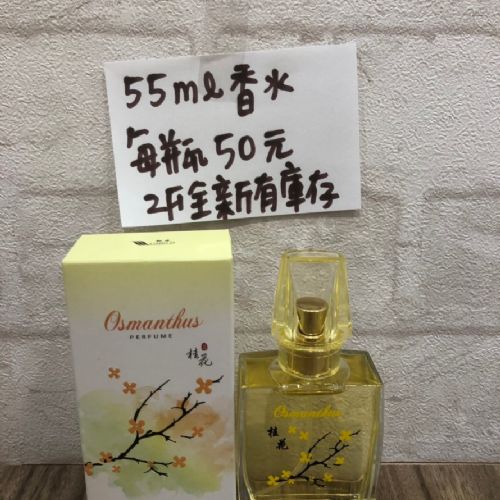 55ml香水
每瓶50元
2F全新有庫存
Osmanthus
PERFUME
桂花
Osmanthus
桂花